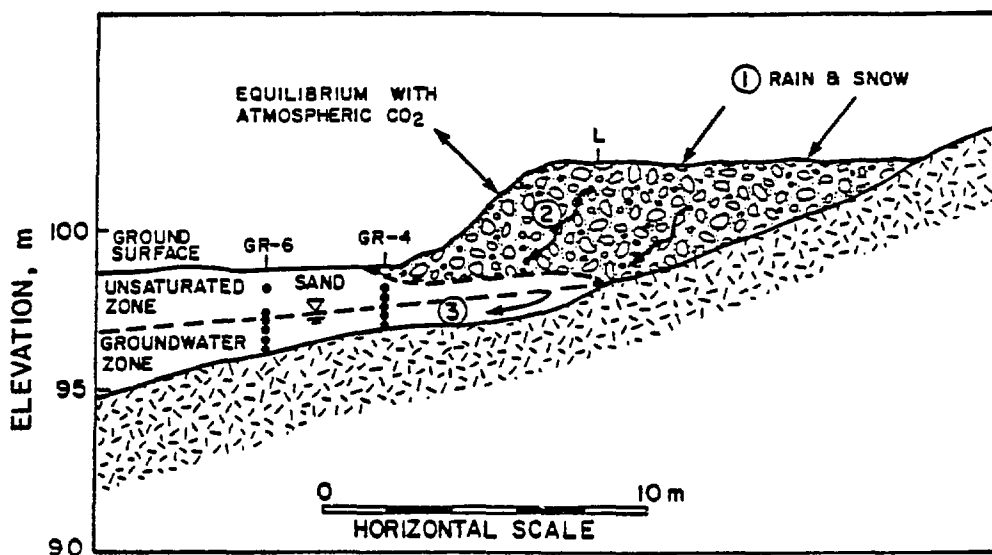 ① RAIN & SNOW
EQUILIBRIUM WITH
ATMOSPHERIC CO₂
L
②
100
GROUND
SURFACE
GR-6
GR-4
UNSATURATED
ZONE
SAND
③
GROUNDWATER
ZONE
95
90
ELEVATION, m
0
10 m
HORIZONTAL SCALE